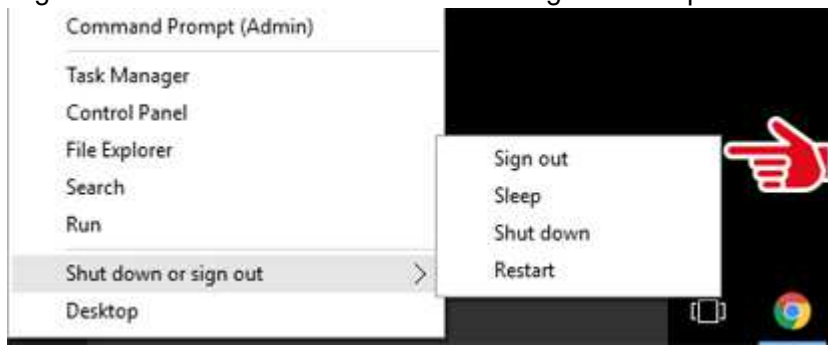 Command Prompt (Admin)
Task Manager
Control Panel
File Explorer
Search
Run
Shut down or sign out
Desktop
Sign out
Sleep
Shut down
Restart